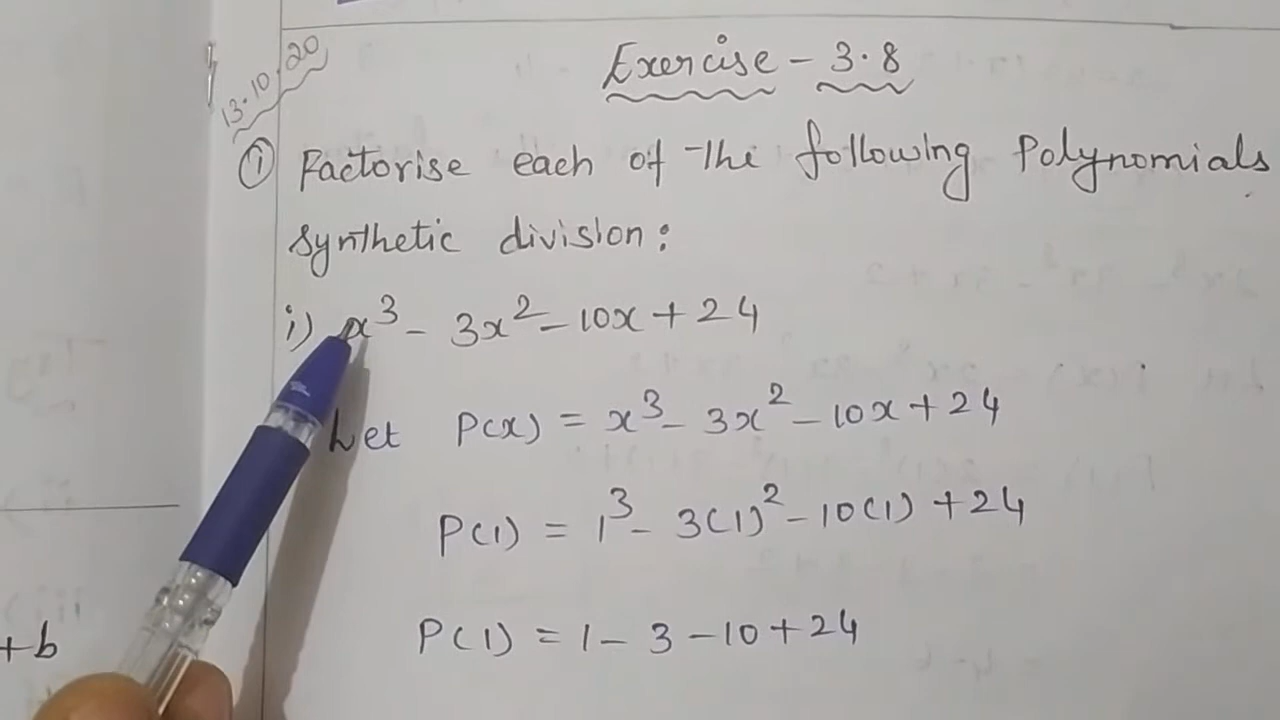 Exercise - 3.8
13.10.20
① Factorise each of the following Polynomials
synthetic division:
i) x³ - 3x² - 10x + 24
Let P(x) = x³ - 3x² - 10x + 24
P(1) = 1³ - 3(1)² - 10(1) + 24
P(1) = 1 - 3 - 10 + 24
+b